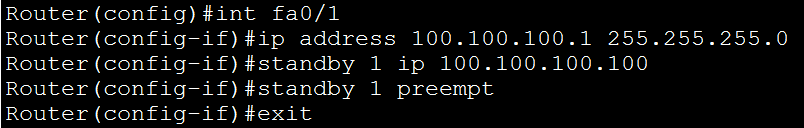 Router(config)#int fa0/1
Router(config-if)#ip address 100.100.100.1 255.255.255.0
Router(config-if)#standby 1 ip 100.100.100.100
Router(config-if)#standby 1 preempt
Router(config-if)#exit